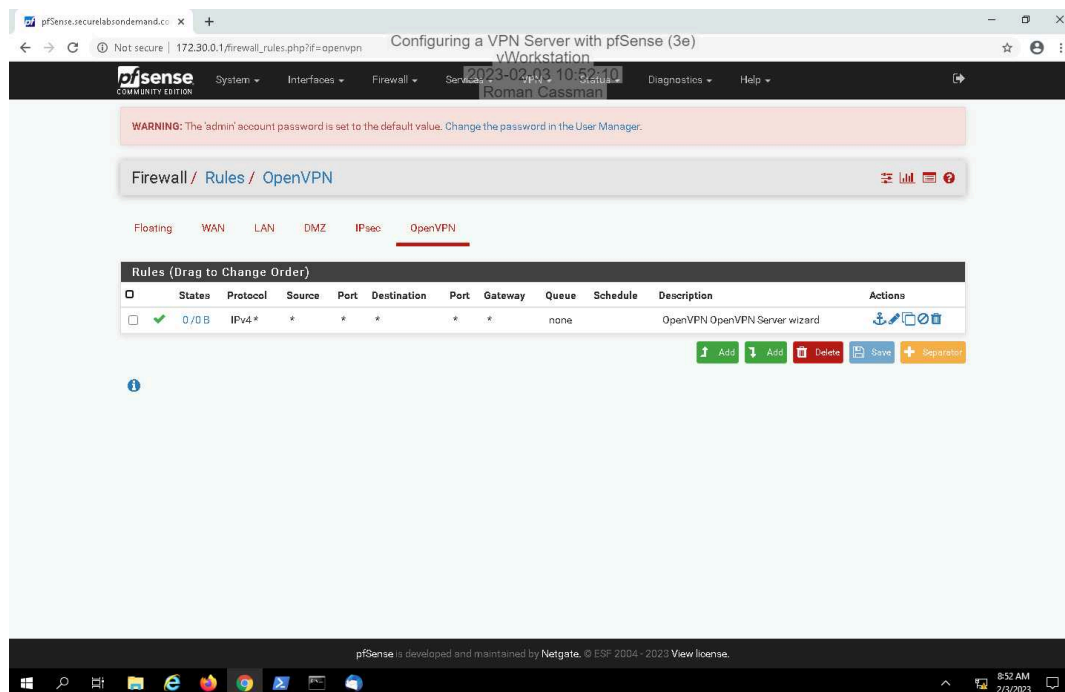 pfSense.securelabsondemand.co
Not secure | 172.30.0.1/firewall_rules.php?if=openvpn
Configuring a VPN Server with pfSense (3e)
vWorkstation
2023-02-03 10:52:10
Roman Cassman
pfsense
COMMUNITY EDITION
System Interfaces Firewall Services VPN Status Diagnostics Help
WARNING: The 'admin' account password is set to the default value. Change the password in the User Manager.
Firewall / Rules / OpenVPN
Floating WAN LAN DMZ IPsec OpenVPN
Rules (Drag to Change Order)
States Protocol Source Port Destination Port Gateway Queue Schedule Description Actions
0 /0 B IPv4 * * * * * * none OpenVPN OpenVPN Server wizard
Add Add Delete Save Separator
pfSense is developed and maintained by Netgate. © ESF 2004 - 2023 View license.
8:52 AM
2/3/2023